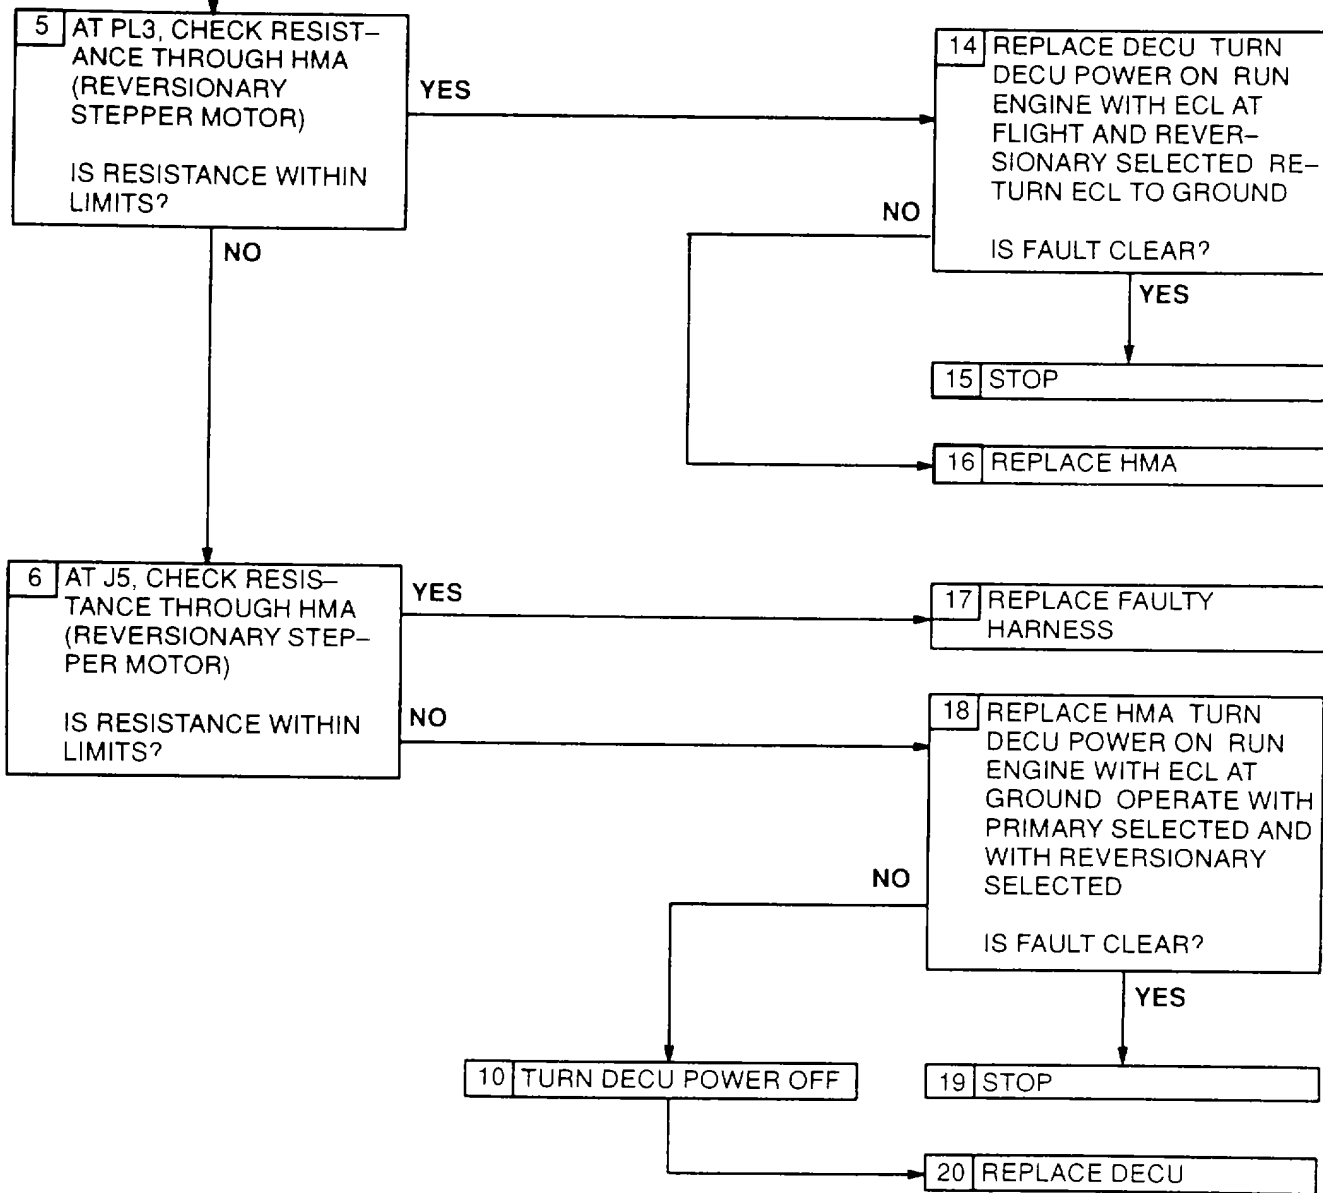 5 AT PL3, CHECK RESIST–
ANCE THROUGH HMA
(REVERSIONARY
STEPPER MOTOR)
IS RESISTANCE WITHIN
LIMITS?
YES
NO
14 REPLACE DECU TURN
DECU POWER ON RUN
ENGINE WITH ECL AT
FLIGHT AND REVER–
SIONARY SELECTED RE–
TURN ECL TO GROUND
IS FAULT CLEAR?
NO
YES
15 STOP
16 REPLACE HMA
6 AT J5, CHECK RESIS–
TANCE THROUGH HMA
(REVERSIONARY STEP–
PER MOTOR)
IS RESISTANCE WITHIN
LIMITS?
YES
NO
17 REPLACE FAULTY
HARNESS
18 REPLACE HMA TURN
DECU POWER ON RUN
ENGINE WITH ECL AT
GROUND OPERATE WITH
PRIMARY SELECTED AND
WITH REVERSIONARY
SELECTED
IS FAULT CLEAR?
NO
YES
10 TURN DECU POWER OFF
19 STOP
20 REPLACE DECU